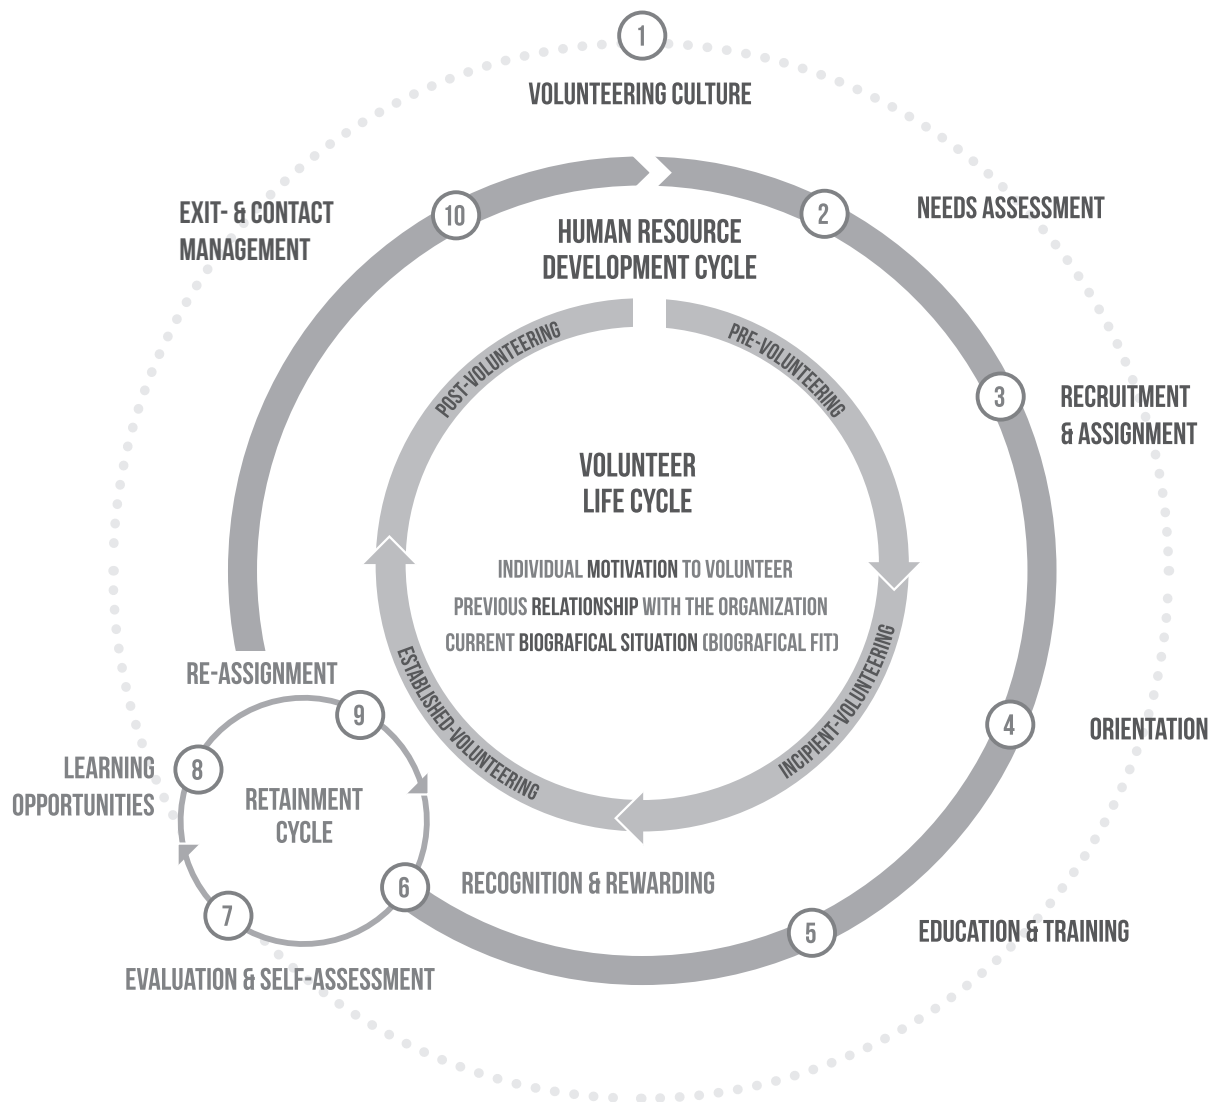 1
VOLUNTEERING CULTURE
EXIT- & CONTACT
MANAGEMENT
10
HUMAN RESOURCE
DEVELOPMENT CYCLE
2
NEEDS ASSESSMENT
POST-VOLUNTEERING
PRE-VOLUNTEERING
3
RECRUITMENT
& ASSIGNMENT
VOLUNTEER
LIFE CYCLE
INDIVIDUAL MOTIVATION TO VOLUNTEER
PREVIOUS RELATIONSHIP WITH THE ORGANIZATION
CURRENT BIOGRAFICAL SITUATION (BIOGRAFICAL FIT)
ESTABLISHED-VOLUNTEERING
INCIPIENT-VOLUNTEERING
4
ORIENTATION
RE-ASSIGNMENT
9
8
LEARNING
OPPORTUNITIES
RETAINMENT
CYCLE
6
RECOGNITION & REWARDING
7
EVALUATION & SELF-ASSESSMENT
5
EDUCATION & TRAINING